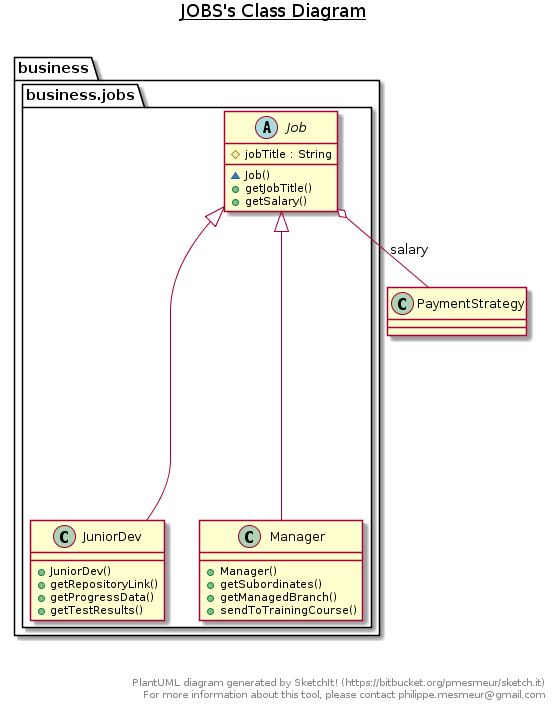 JOBS's Class Diagram
business
business.jobs
A Job
jobTitle : String
Job()
getJobTitle()
getSalary()
salary
C PaymentStrategy
C JuniorDev
JuniorDev()
getRepositoryLink()
getProgressData()
getTestResults()
C Manager
Manager()
getSubordinates()
getManagedBranch()
sendToTrainingCourse()
PlantUML diagram generated by SketchIt! (https://bitbucket.org/pmesmeur/sketch.it)
For more information about this tool, please contact philippe.mesmeur@gmail.com